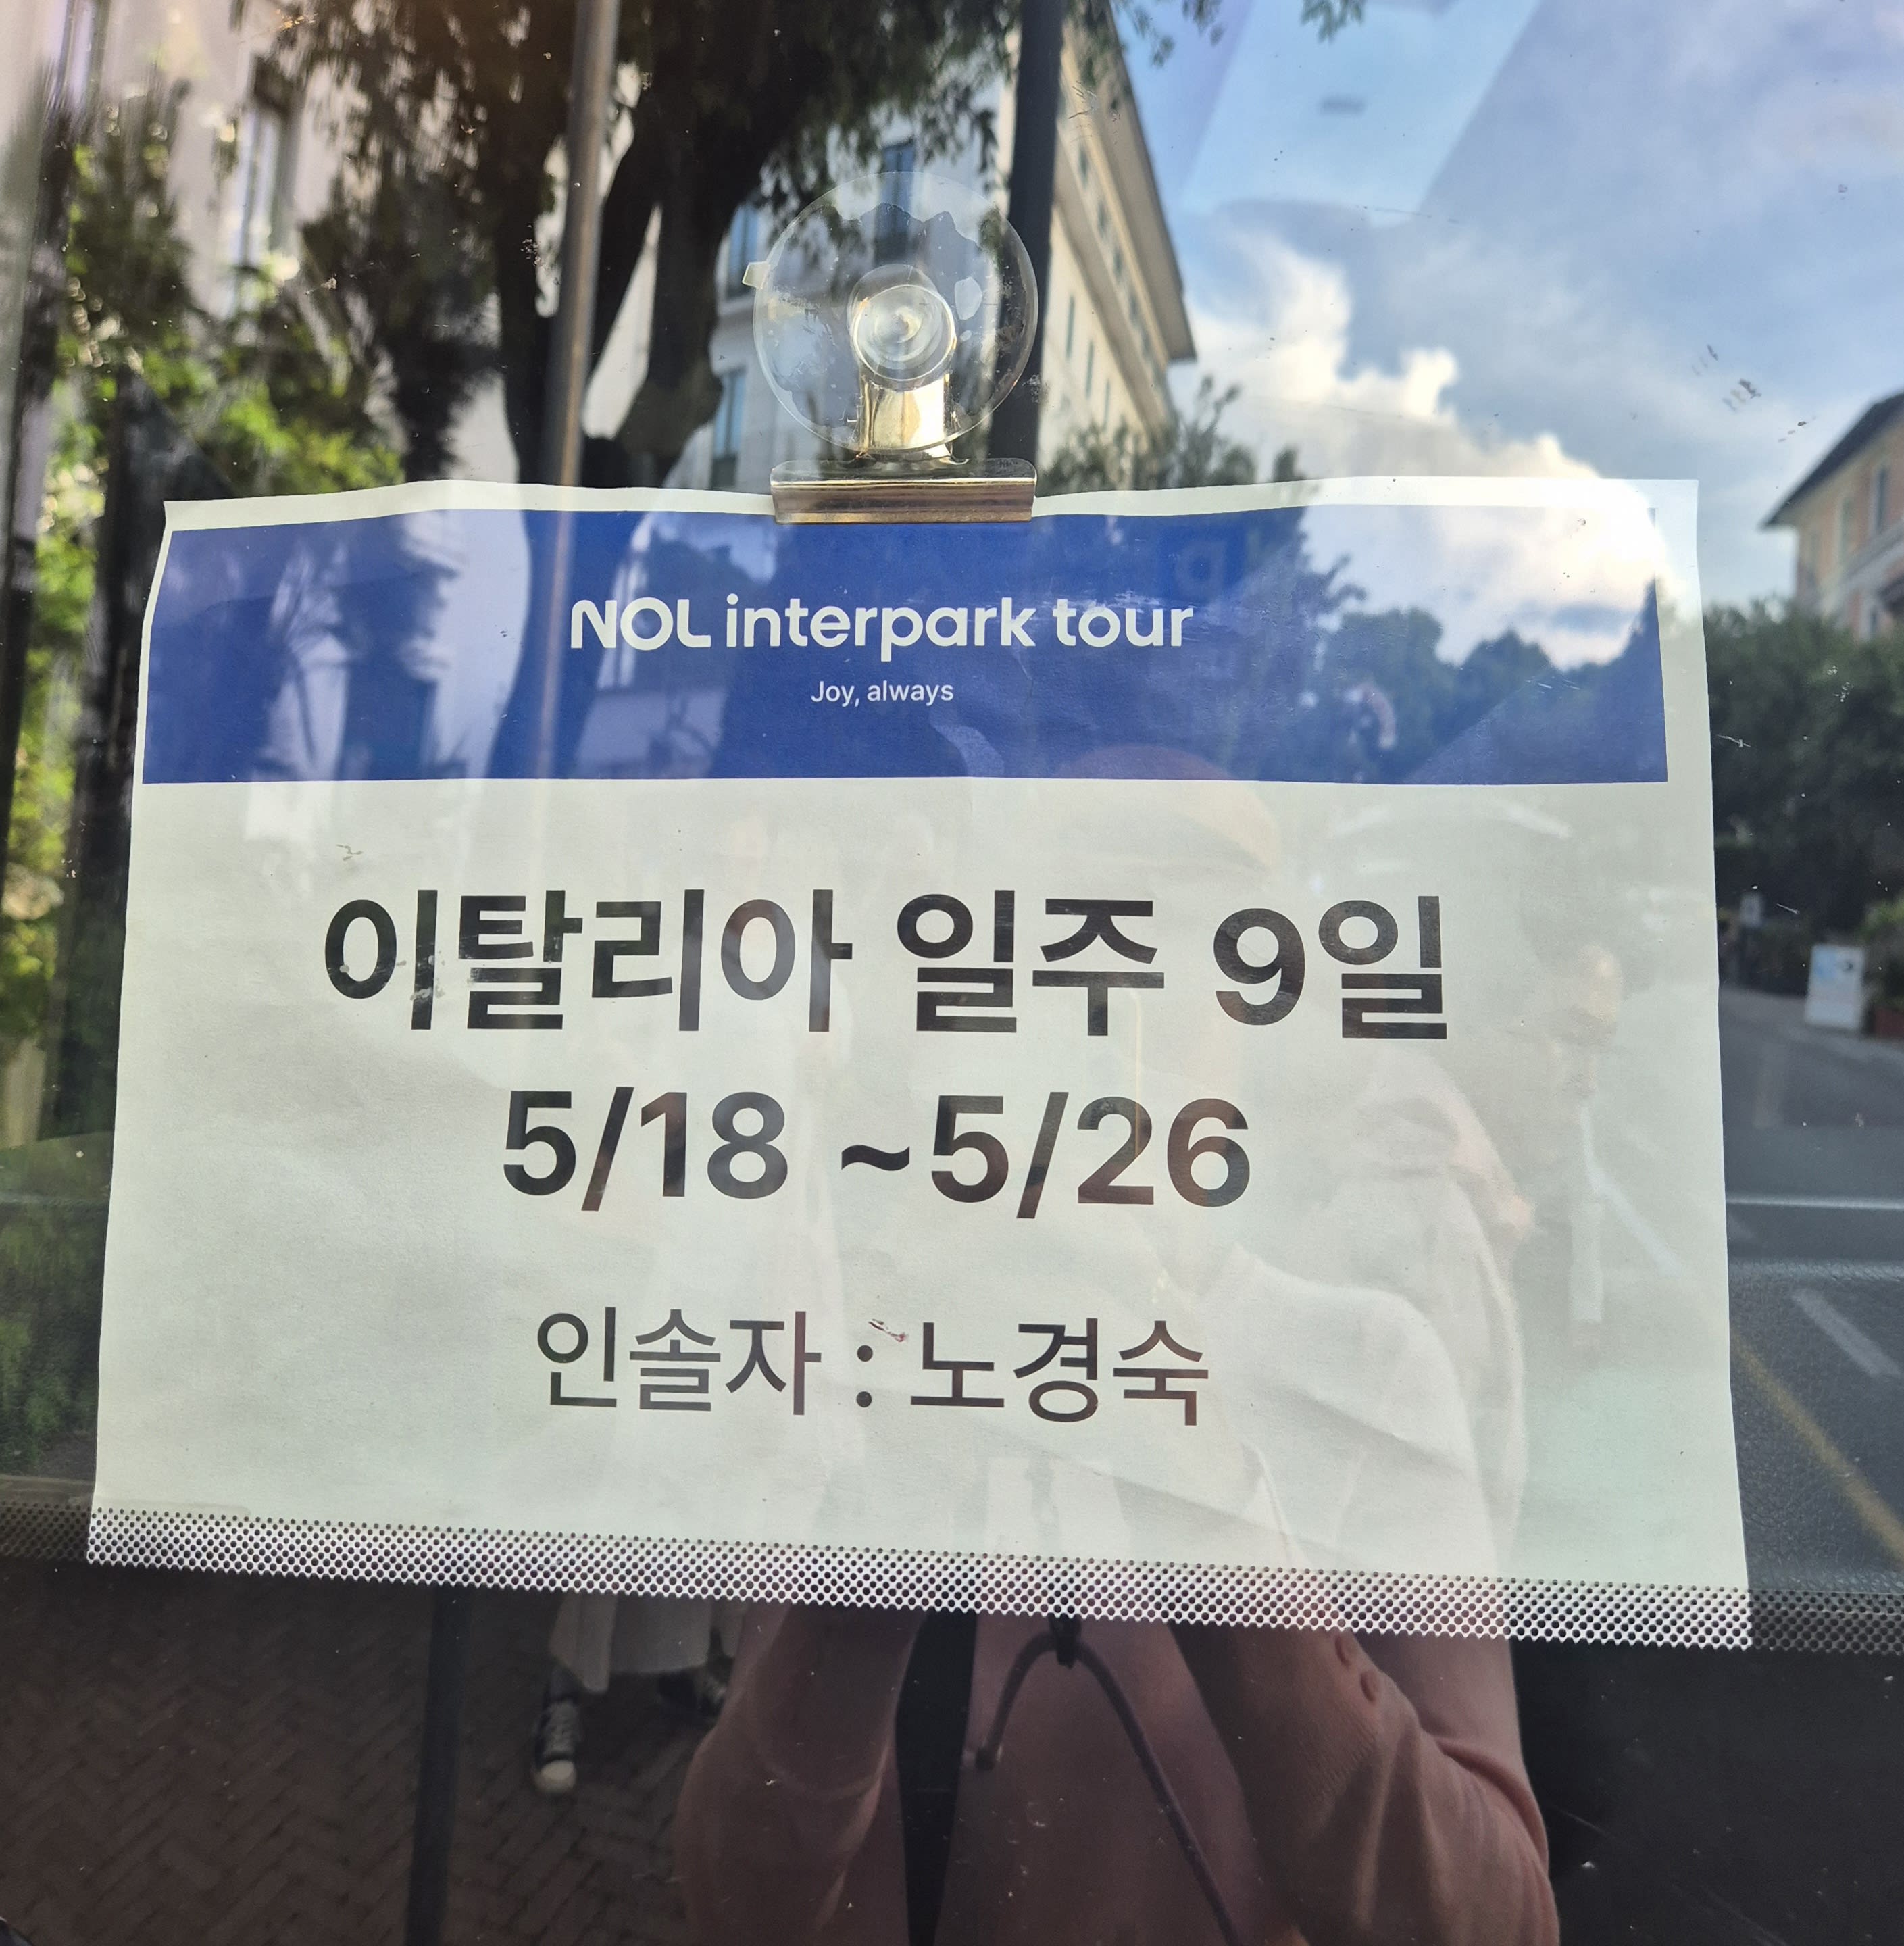 NOL interpark tour
Joy, always
이탈리아 일주 9일
5/18 ~5/26
인솔자 : 노경숙